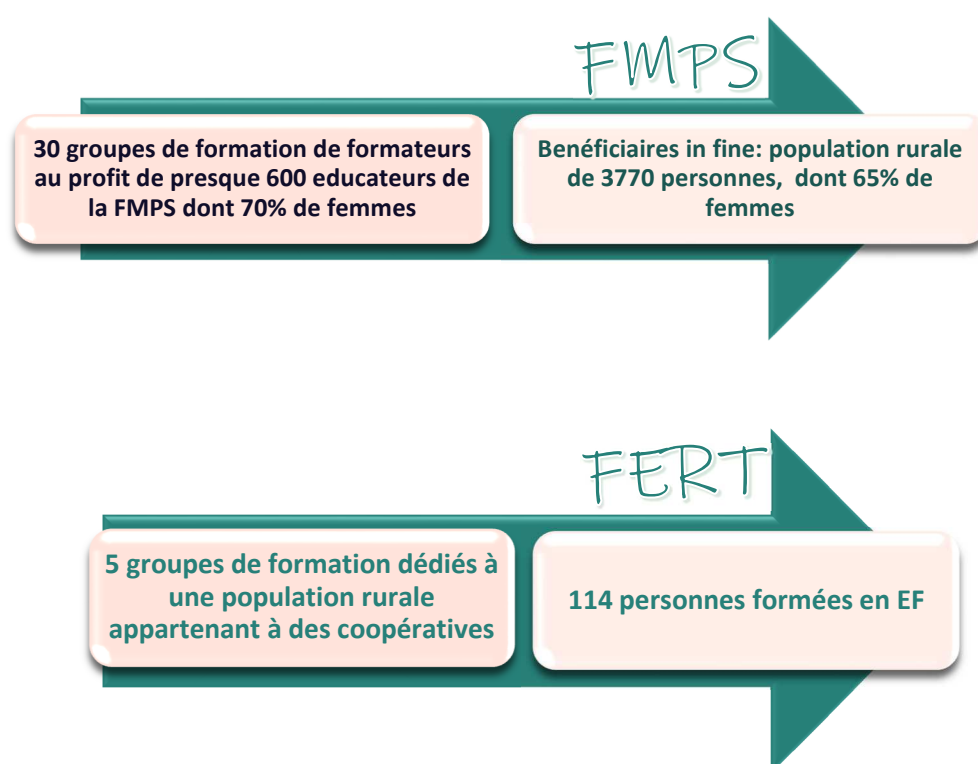 FMPS
30 groupes de formation de formateurs
au profit de presque 600 educateurs de
la FMPS dont 70% de femmes
Benéficiaires in fine: population rurale
de 3770 personnes, dont 65% de
femmes
FERT
5 groupes de formation dédiés à
une population rurale
appartenant à des coopératives
114 personnes formées en EF